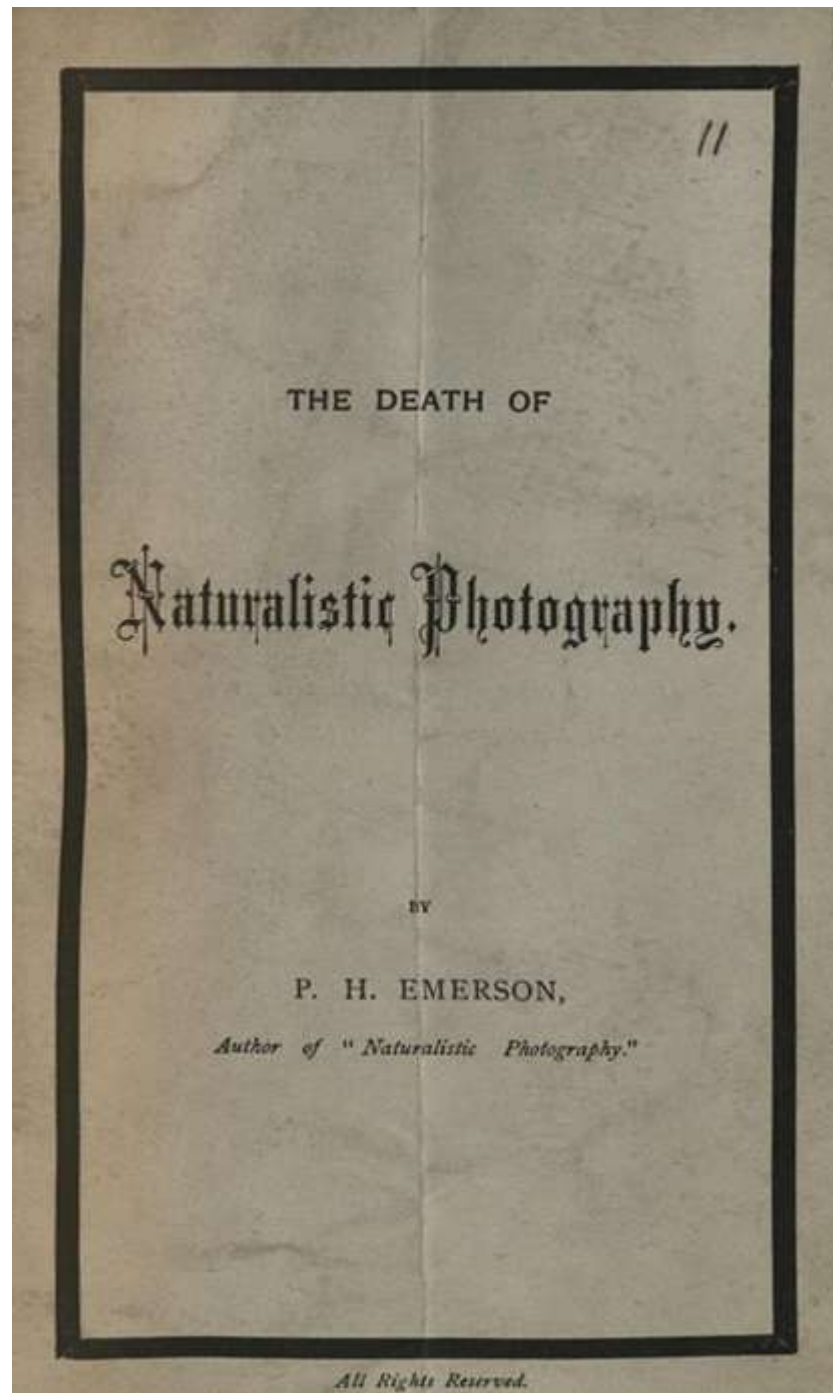 11
THE DEATH OF
Naturalistic Photography.
BY
P. H. EMERSON,
Author of "Naturalistic Photography."
All Rights Reserved.